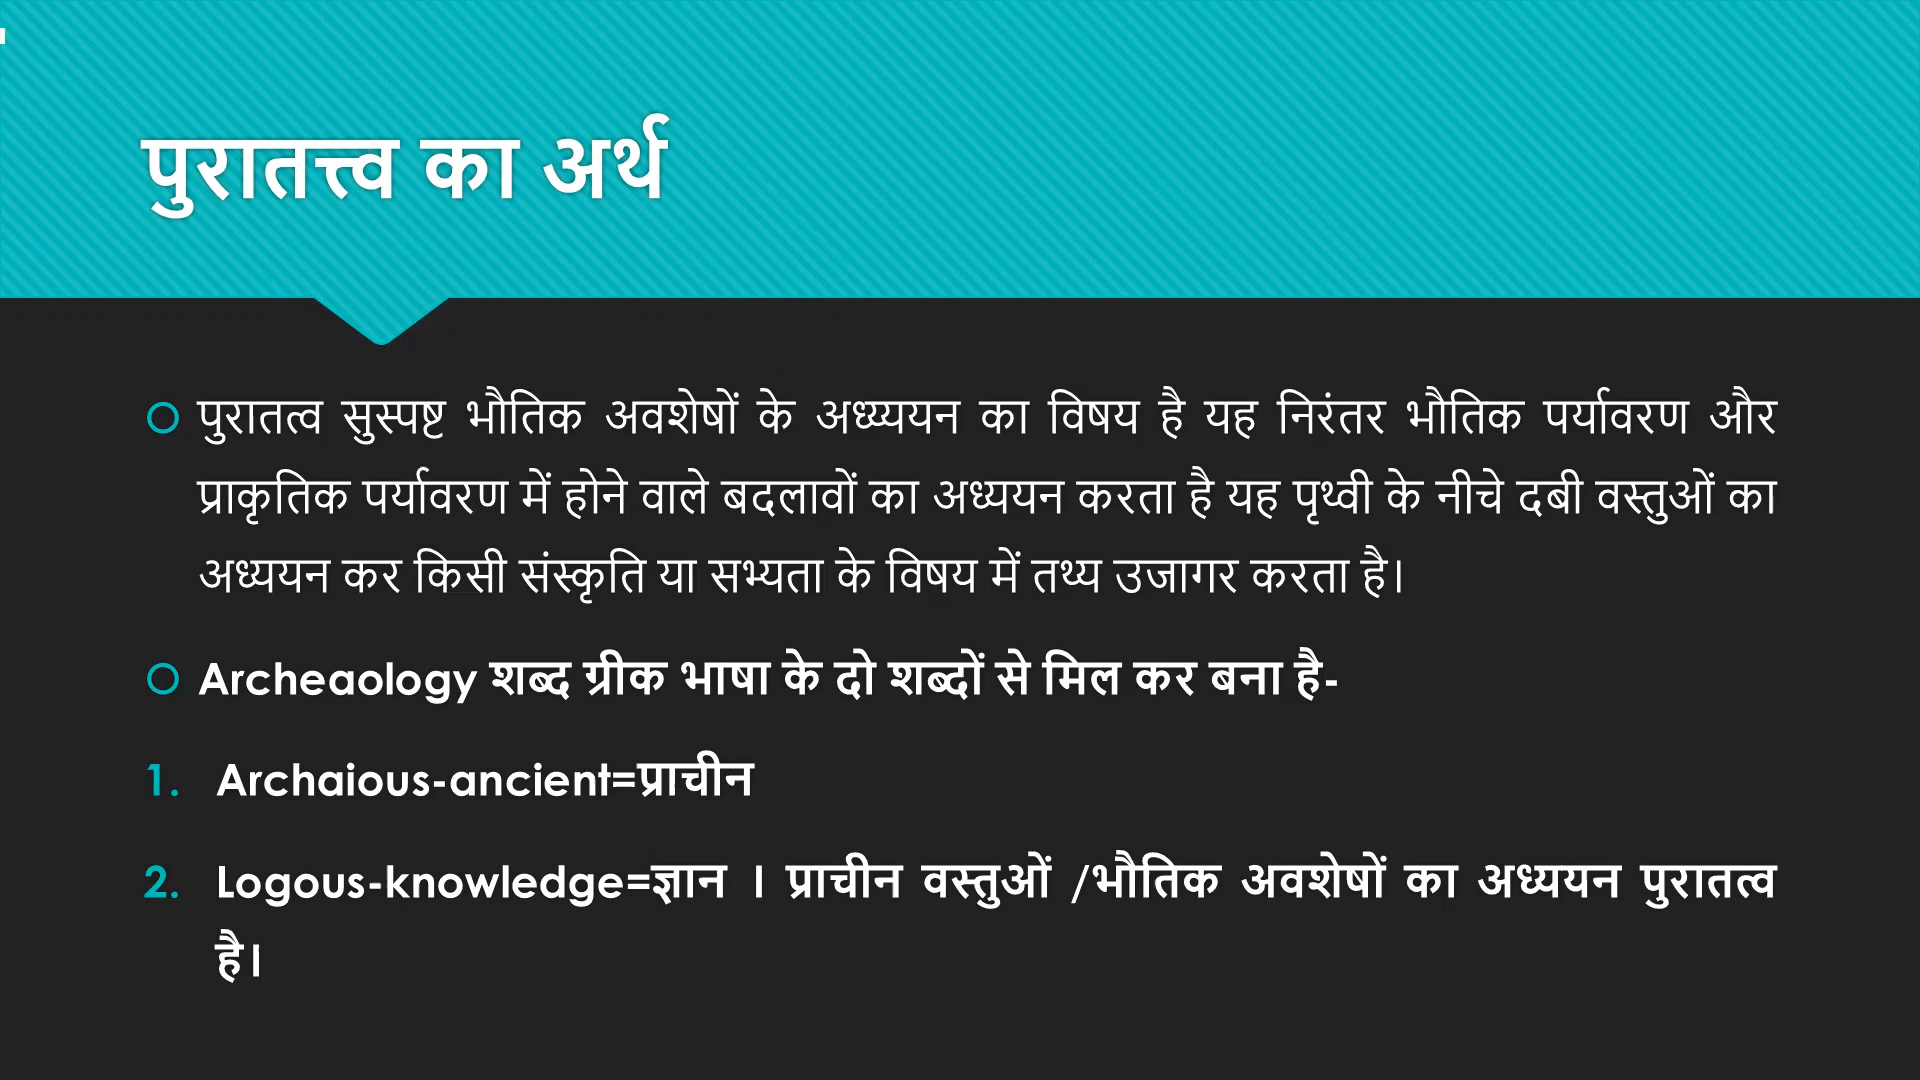 पुरातत्त्व का अर्थ
पुरातत्व सुस्पष्ट भौतिक अवशेषों के अध्य्ययन का विषय है यह निरंतर भौतिक पर्यावरण और
प्राकृतिक पर्यावरण में होने वाले बदलावों का अध्ययन करता है यह पृथ्वी के नीचे दबी वस्तुओं का
अध्ययन कर किसी संस्कृति या सभ्यता के विषय में तथ्य उजागर करता है।
Archeaology शब्द ग्रीक भाषा के दो शब्दों से मिल कर बना है-
1. Archaious-ancient=प्राचीन
2. Logous-knowledge=ज्ञान । प्राचीन वस्तुओं /भौतिक अवशेषों का अध्ययन पुरातत्व
है।